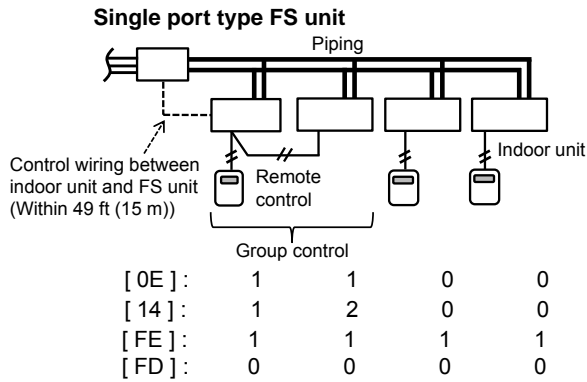 Single port type FS unit
Piping
Control wiring between
indoor unit and FS unit
(Within 49 ft (15 m))
Remote
control
Indoor unit
Group control
[ 0E ] : 1 1 0 0
[ 14 ] : 1 2 0 0
[ FE ] : 1 1 1 1
[ FD ] : 0 0 0 0